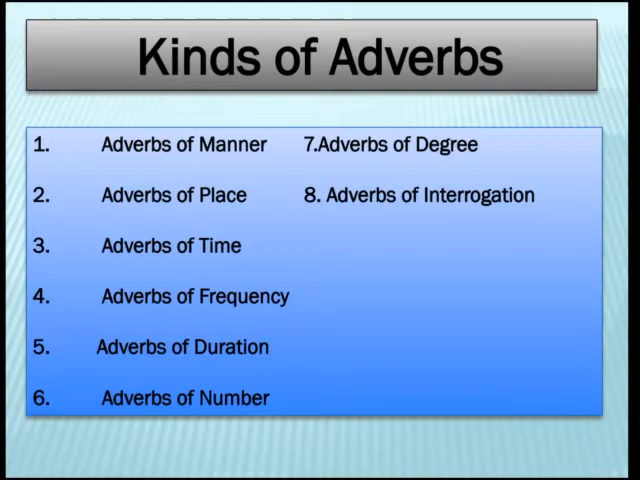 Kinds of Adverbs
1. Adverbs of Manner 7.Adverbs of Degree
2. Adverbs of Place 8. Adverbs of Interrogation
3. Adverbs of Time
4. Adverbs of Frequency
5. Adverbs of Duration
6. Adverbs of Number